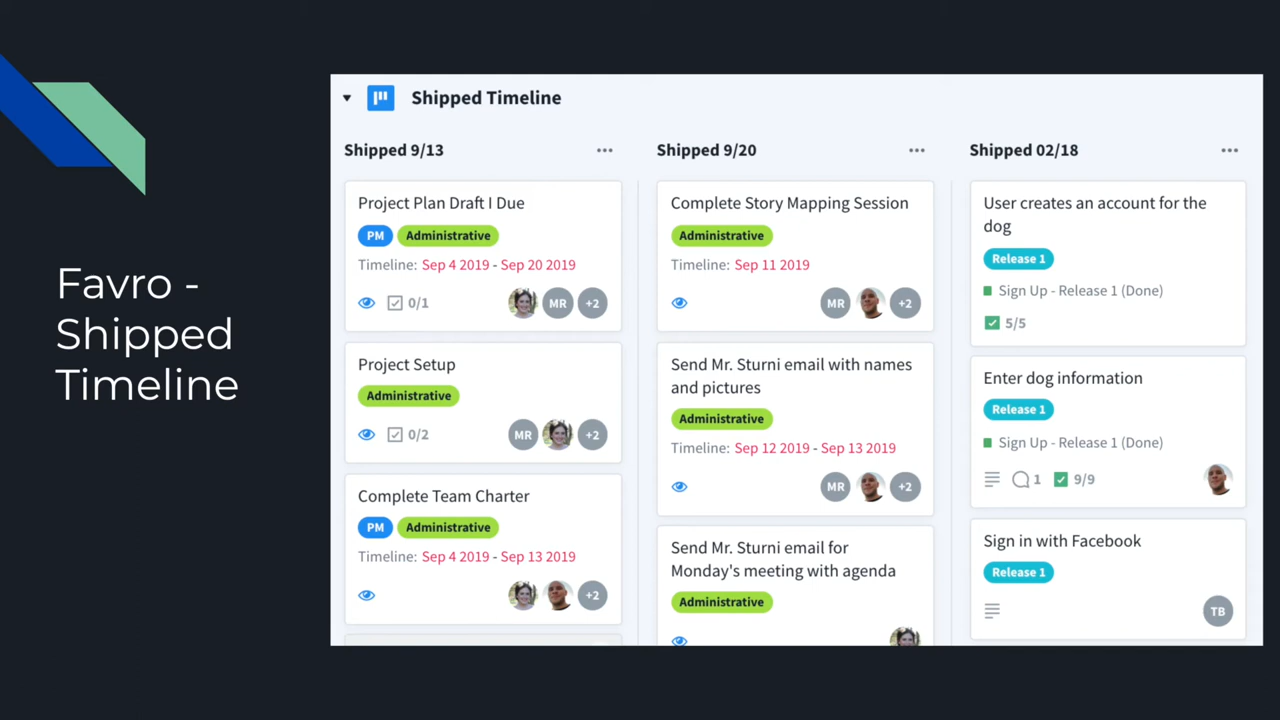 Favro -
Shipped
Timeline
Shipped Timeline
Shipped 9/13
Project Plan Draft I Due
PM Administrative
Timeline: Sep 4 2019 - Sep 20 2019
0/1 MR +2
Project Setup
Administrative
0/2 MR +2
Complete Team Charter
PM Administrative
Timeline: Sep 4 2019 - Sep 13 2019
+2
Shipped 9/20
Complete Story Mapping Session
Administrative
Timeline: Sep 11 2019
MR +2
Send Mr. Sturni email with names
and pictures
Administrative
Timeline: Sep 12 2019 - Sep 13 2019
MR +2
Send Mr. Sturni email for
Monday's meeting with agenda
Administrative
Shipped 02/18
User creates an account for the
dog
Release 1
Sign Up - Release 1 (Done)
5/5
Enter dog information
Release 1
Sign Up - Release 1 (Done)
1 9/9
Sign in with Facebook
Release 1
TB